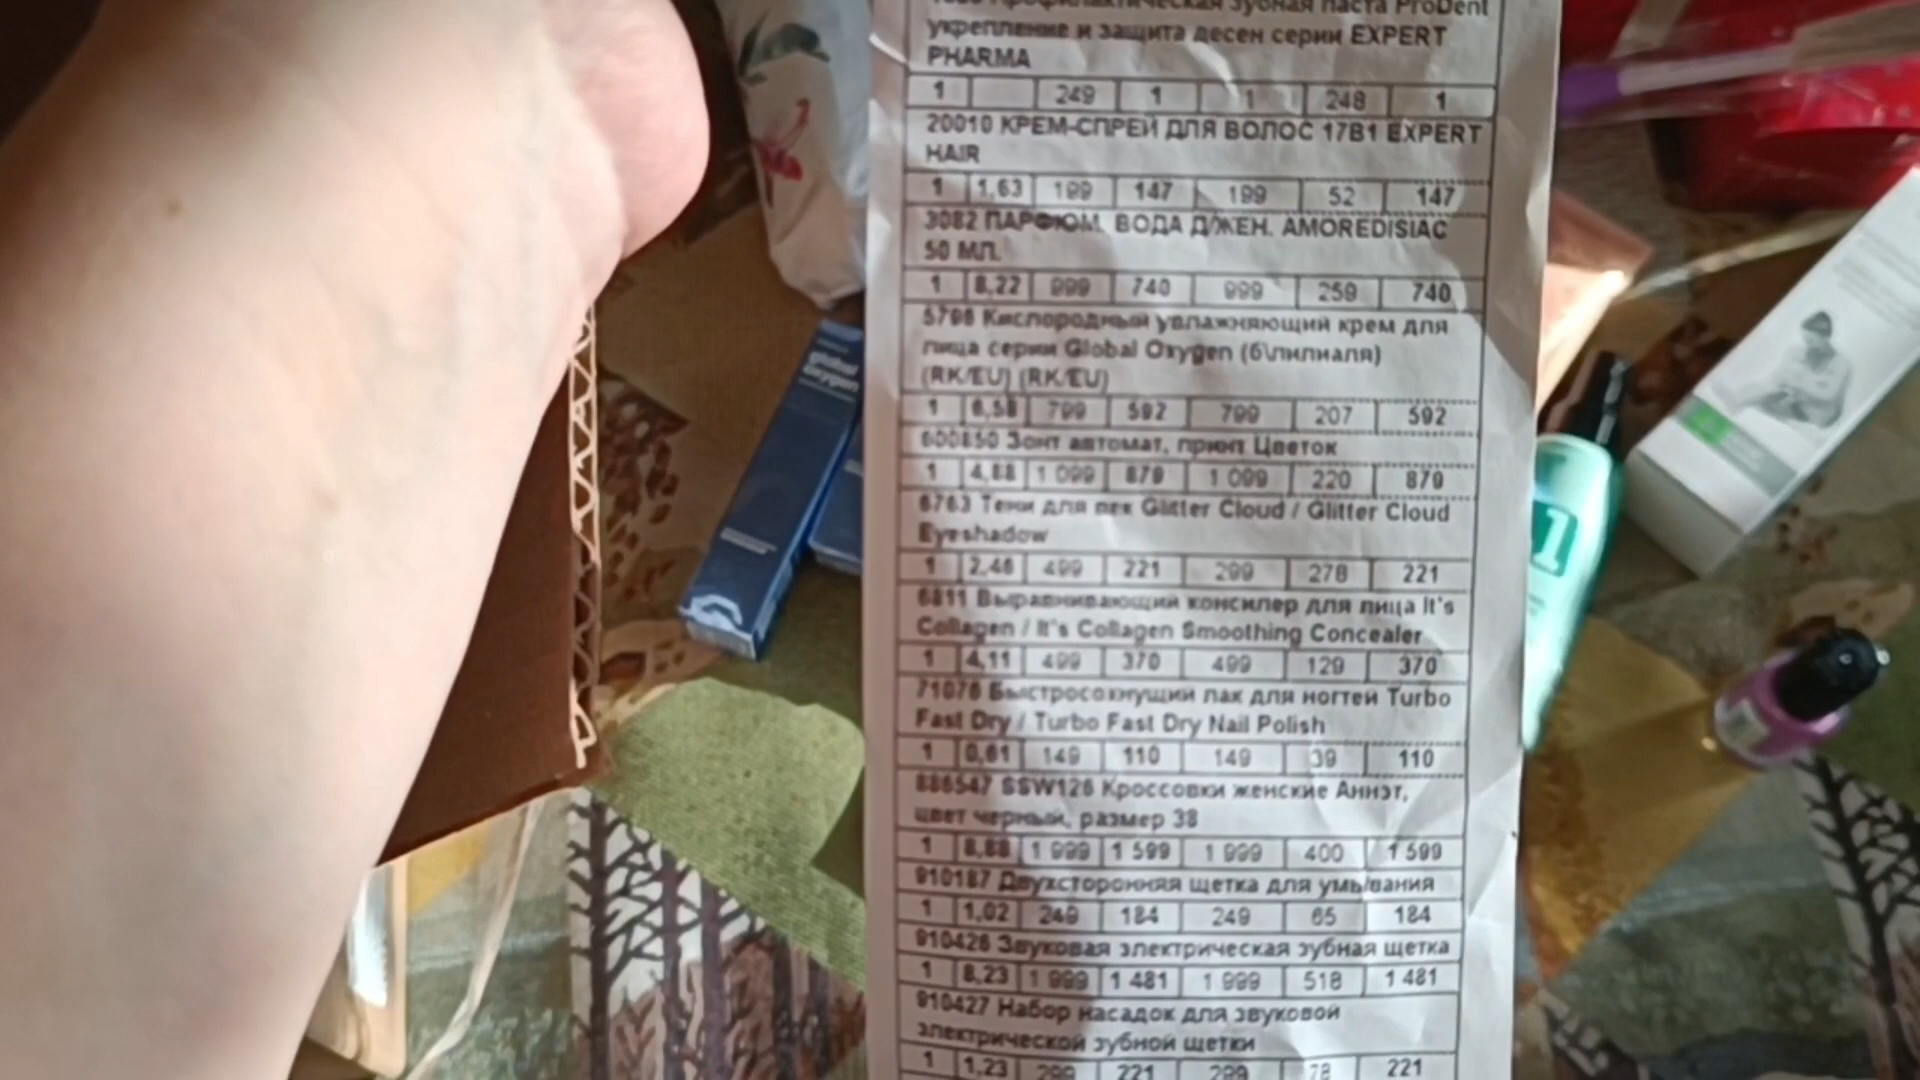 Профилактическая зубная паста ProDent
укрепление и защита десен серии EXPERT
PHARMA
1 249 1 1 248 1
20010 КРЕМ-СПРЕЙ ДЛЯ ВОЛОС 17В1 EXPERT
HAIR
1 1,63 199 147 199 52 147
3082 ПАРФЮМ. ВОДА Д/ЖЕН. AMOREDISIAC
50 МЛ.
1 8,22 999 740 999 259 740
Кислородный увлажняющий крем для
лица серии Global Oxygen (б\пилиаля)
(RK/EU) (RK/EU)
1 6,58 799 592 799 207 592
600850 Зонт автомат, принт Цветок
1 4,88 1 099 879 1 099 220 879
6763 Тени для век Glitter Cloud / Glitter Cloud
Eyeshadow
1 2,46 499 221 299 278 221
6811 Выравнивающий консилер для лица It's
Collagen / It's Collagen Smoothing Concealer
1 4,11 499 370 499 129 370
71076 Быстросохнущий лак для ногтей Turbo
Fast Dry / Turbo Fast Dry Nail Polish
1 0,61 149 110 149 39 110
886547 SSW126 Кроссовки женские Аннэт,
цвет черный, размер 38
1 8,88 1 999 1 599 1 999 400 1 599
910187 Двухсторонняя щетка для умывания
1 1,02 249 184 249 65 184
910426 Звуковая электрическая зубная щетка
1 8,23 1 999 1 481 1 999 518 1 481
910427 Набор насадок для звуковой
электрической зубной щетки
1 1,23 299 221 299 78 221
global
oxygen
1